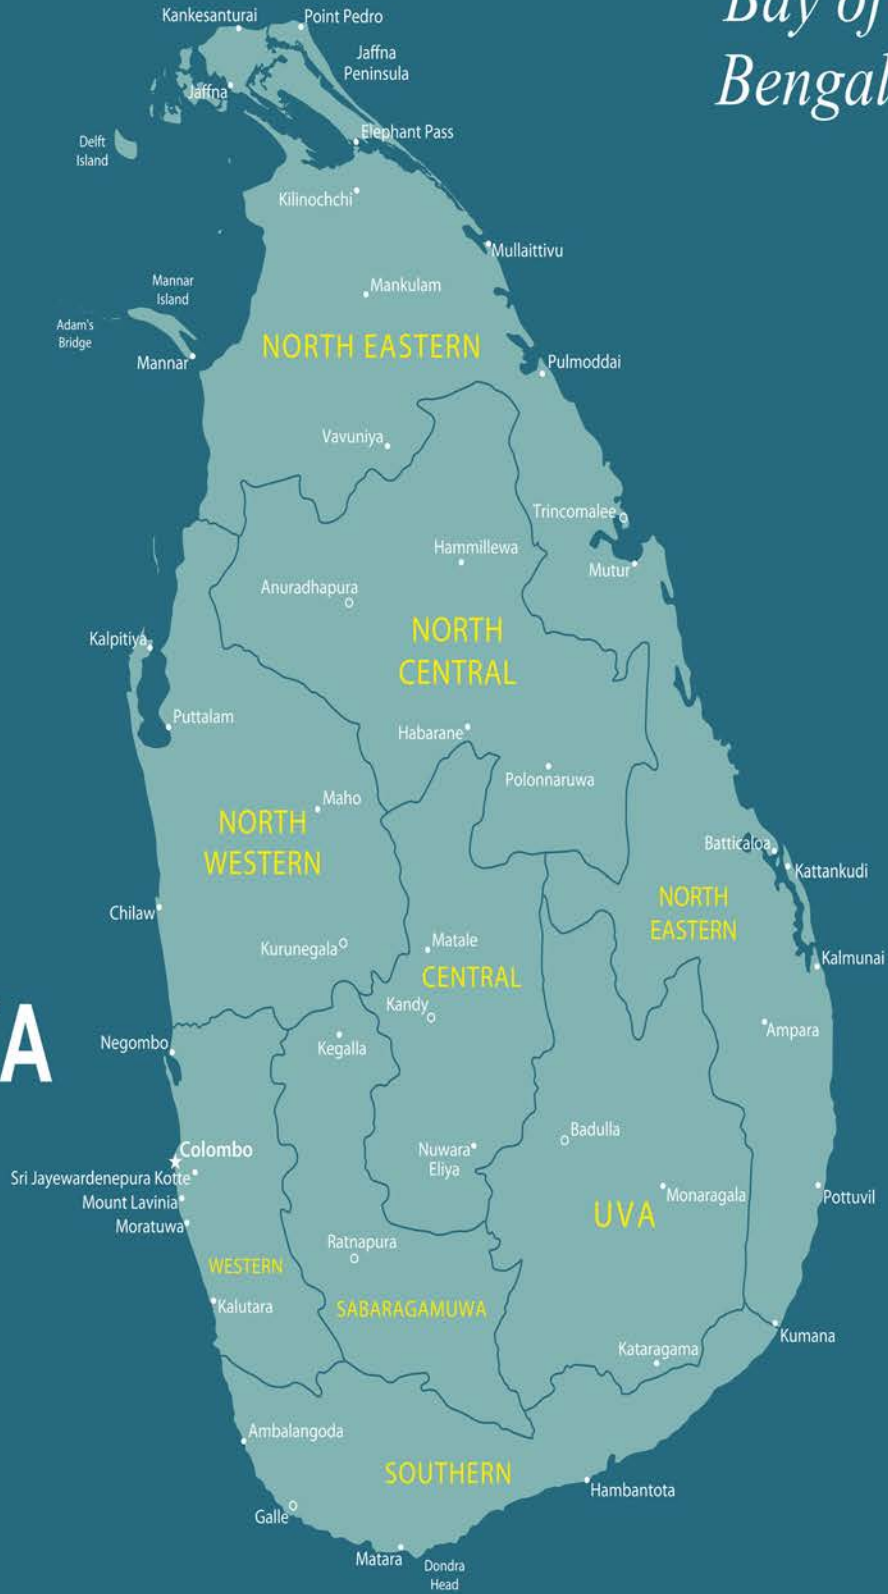 Bay of
Bengal
Kankesanturai
Point Pedro
Jaffna
Peninsula
Jaffna
Elephant Pass
Delft
Island
Kilinochchi
Mullaittivu
Mannar
Island
Mankulam
Adam's
Bridge
NORTH EASTERN
Mannar
Pulmoddai
Vavuniya
Trincomalee
Hammillewa
Mutur
Anuradhapura
NORTH
CENTRAL
Kalpitiya
Puttalam
Habarane
Polonnaruwa
Maho
NORTH
WESTERN
Batticaloa
Kattankudi
NORTH
EASTERN
Chilaw
Kurunegala
Matale
Kalmunai
CENTRAL
Kandy
Ampara
A
Negombo
Kegalla
Badulla
Colombo
Nuwara
Eliya
Sri Jayewardenepura Kotte
Mount Lavinia
Moratuwa
Monaragala
Pottuvil
UVA
Ratnapura
WESTERN
Kalutara
SABARAGAMUWA
Kumana
Kataragama
Ambalangoda
SOUTHERN
Hambantota
Galle
Matara
Dondra
Head